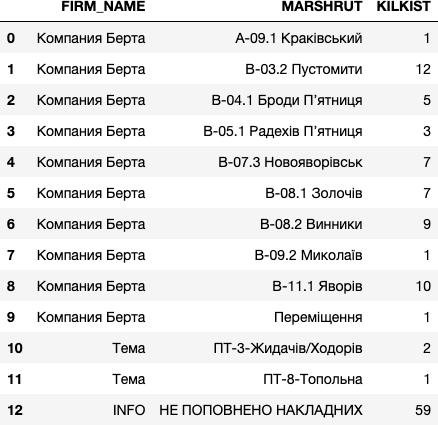 FIRM_NAME MARSHRUT KILKIST
0 Компания Берта А-09.1 Краківський 1
1 Компания Берта В-03.2 Пустомити 12
2 Компания Берта В-04.1 Броди П'ятниця 5
3 Компания Берта В-05.1 Радехів П'ятниця 3
4 Компания Берта В-07.3 Новояворівськ 7
5 Компания Берта В-08.1 Золочів 7
6 Компания Берта В-08.2 Винники 9
7 Компания Берта В-09.2 Миколаїв 1
8 Компания Берта В-11.1 Яворів 10
9 Компания Берта Переміщення 1
10 Тема ПТ-3-Жидачів/Ходорів 2
11 Тема ПТ-8-Топольна 1
12 INFO НЕ ПОПОВНЕНО НАКЛАДНИХ 59